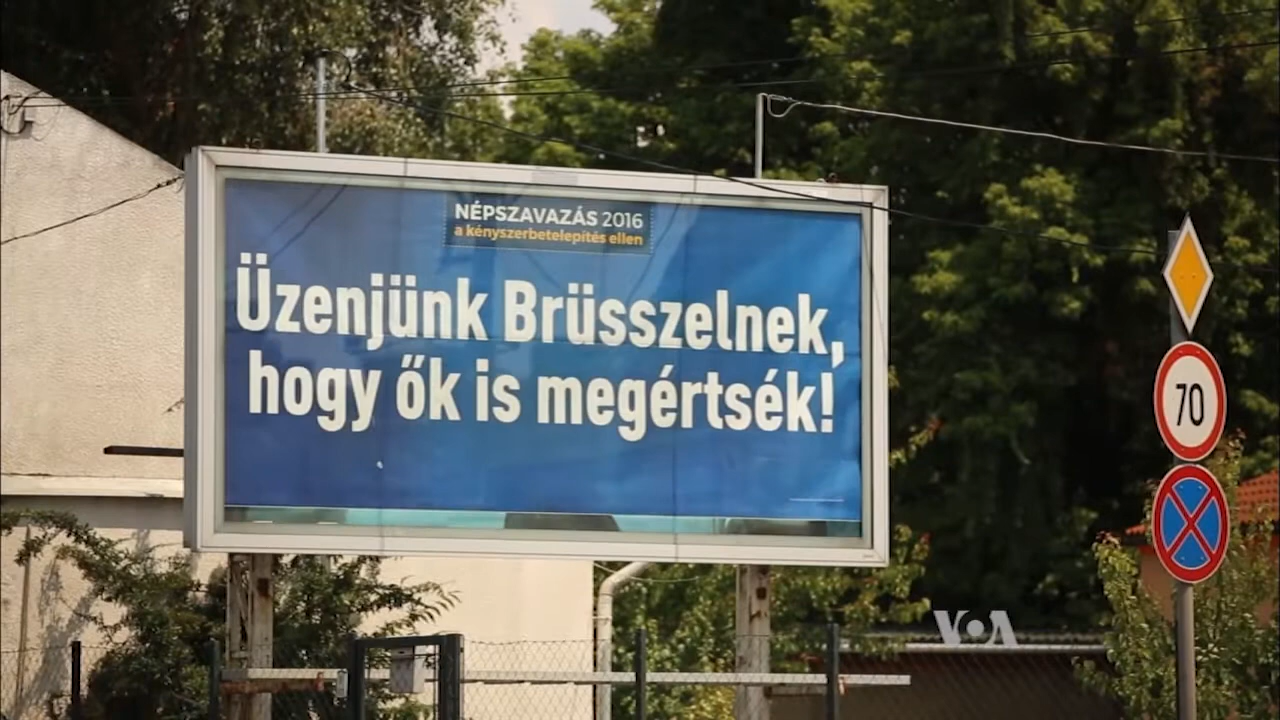 NÉPSZAVAZÁS 2016
a kényszerbetelepítés ellen
Üzenjünk Brüsszelnek,
hogy ők is megértsék!
70
VOA